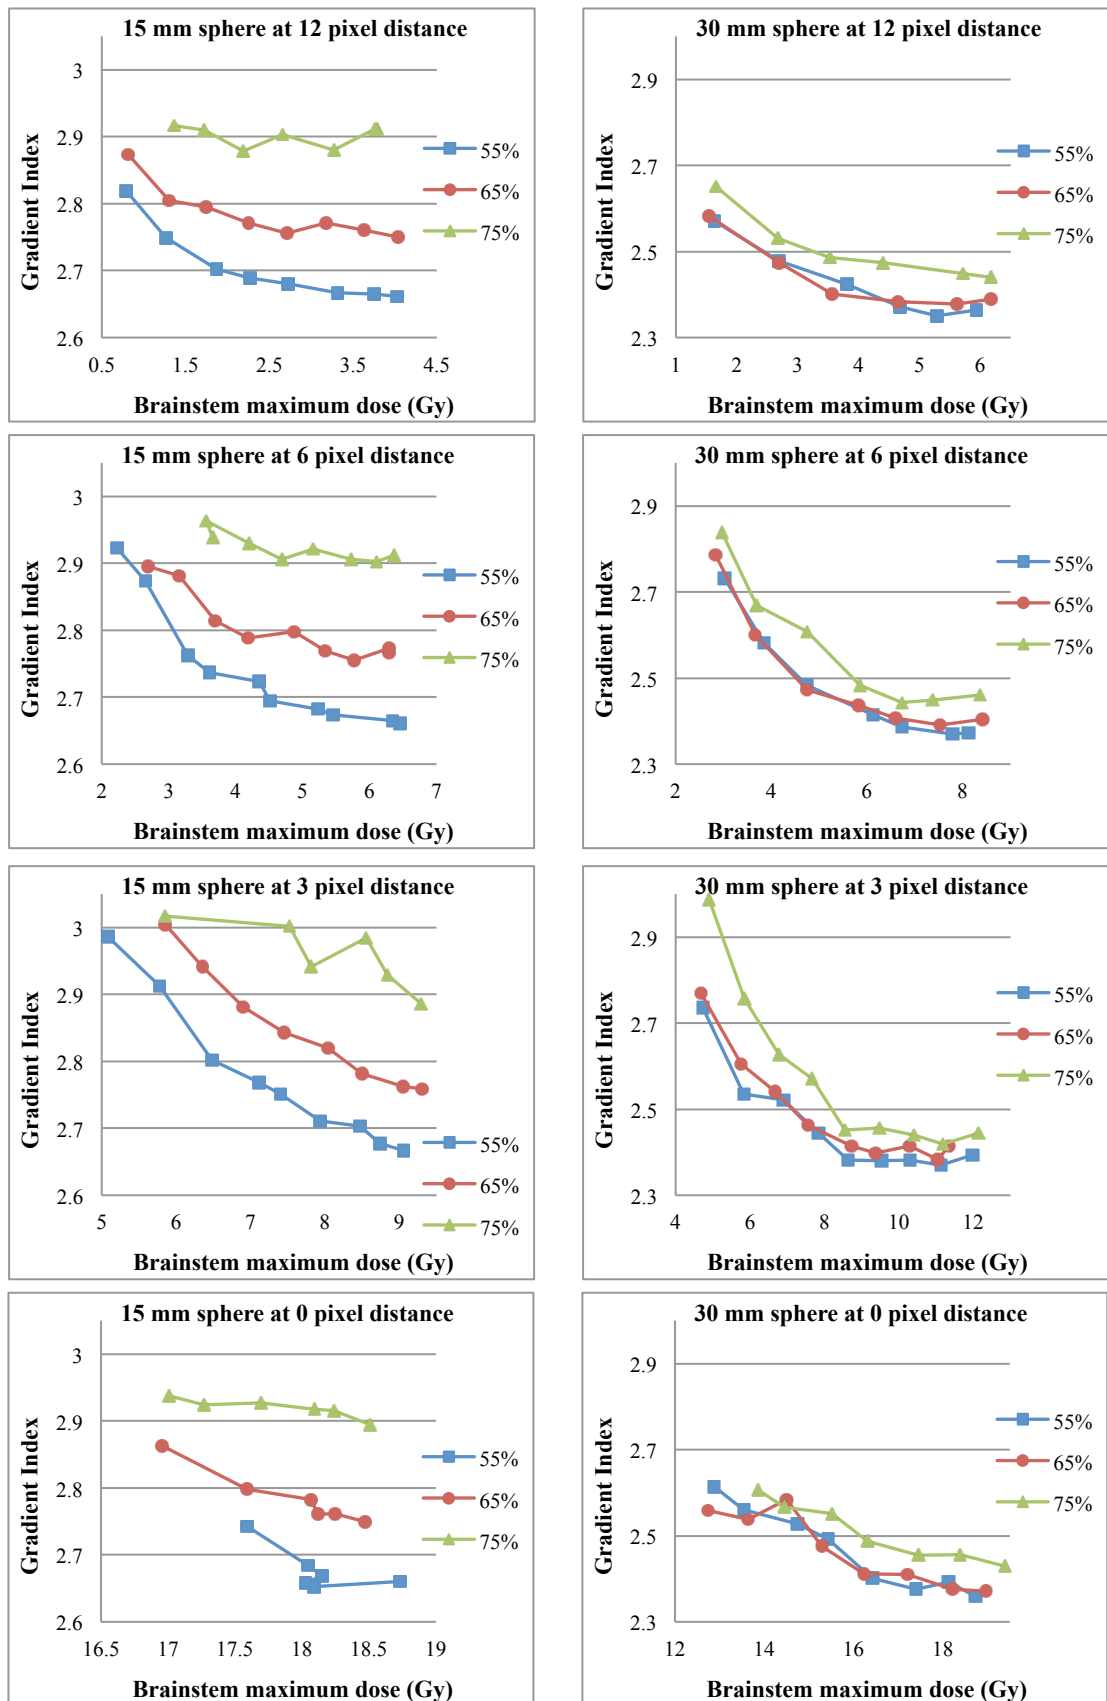 15 mm sphere at 12 pixel distance
3
2.9
2.8
2.7
2.6
Gradient Index
0.5 1.5 2.5 3.5 4.5
Brainstem maximum dose (Gy)
55%
65%
75%
30 mm sphere at 12 pixel distance
2.9
2.7
2.5
2.3
Gradient Index
1 2 3 4 5 6
Brainstem maximum dose (Gy)
55%
65%
75%
15 mm sphere at 6 pixel distance
3
2.9
2.8
2.7
2.6
Gradient Index
2 3 4 5 6 7
Brainstem maximum dose (Gy)
55%
65%
75%
30 mm sphere at 6 pixel distance
2.9
2.7
2.5
2.3
Gradient Index
2 4 6 8
Brainstem maximum dose (Gy)
55%
65%
75%
15 mm sphere at 3 pixel distance
3
2.9
2.8
2.7
2.6
Gradient Index
5 6 7 8 9
Brainstem maximum dose (Gy)
55%
65%
75%
30 mm sphere at 3 pixel distance
2.9
2.7
2.5
2.3
Gradient Index
4 6 8 10 12
Brainstem maximum dose (Gy)
55%
65%
75%
15 mm sphere at 0 pixel distance
3
2.9
2.8
2.7
2.6
Gradient Index
16.5 17 17.5 18 18.5 19
Brainstem maximum dose (Gy)
55%
65%
75%
30 mm sphere at 0 pixel distance
2.9
2.7
2.5
2.3
Gradient Index
12 14 16 18
Brainstem maximum dose (Gy)
55%
65%
75%